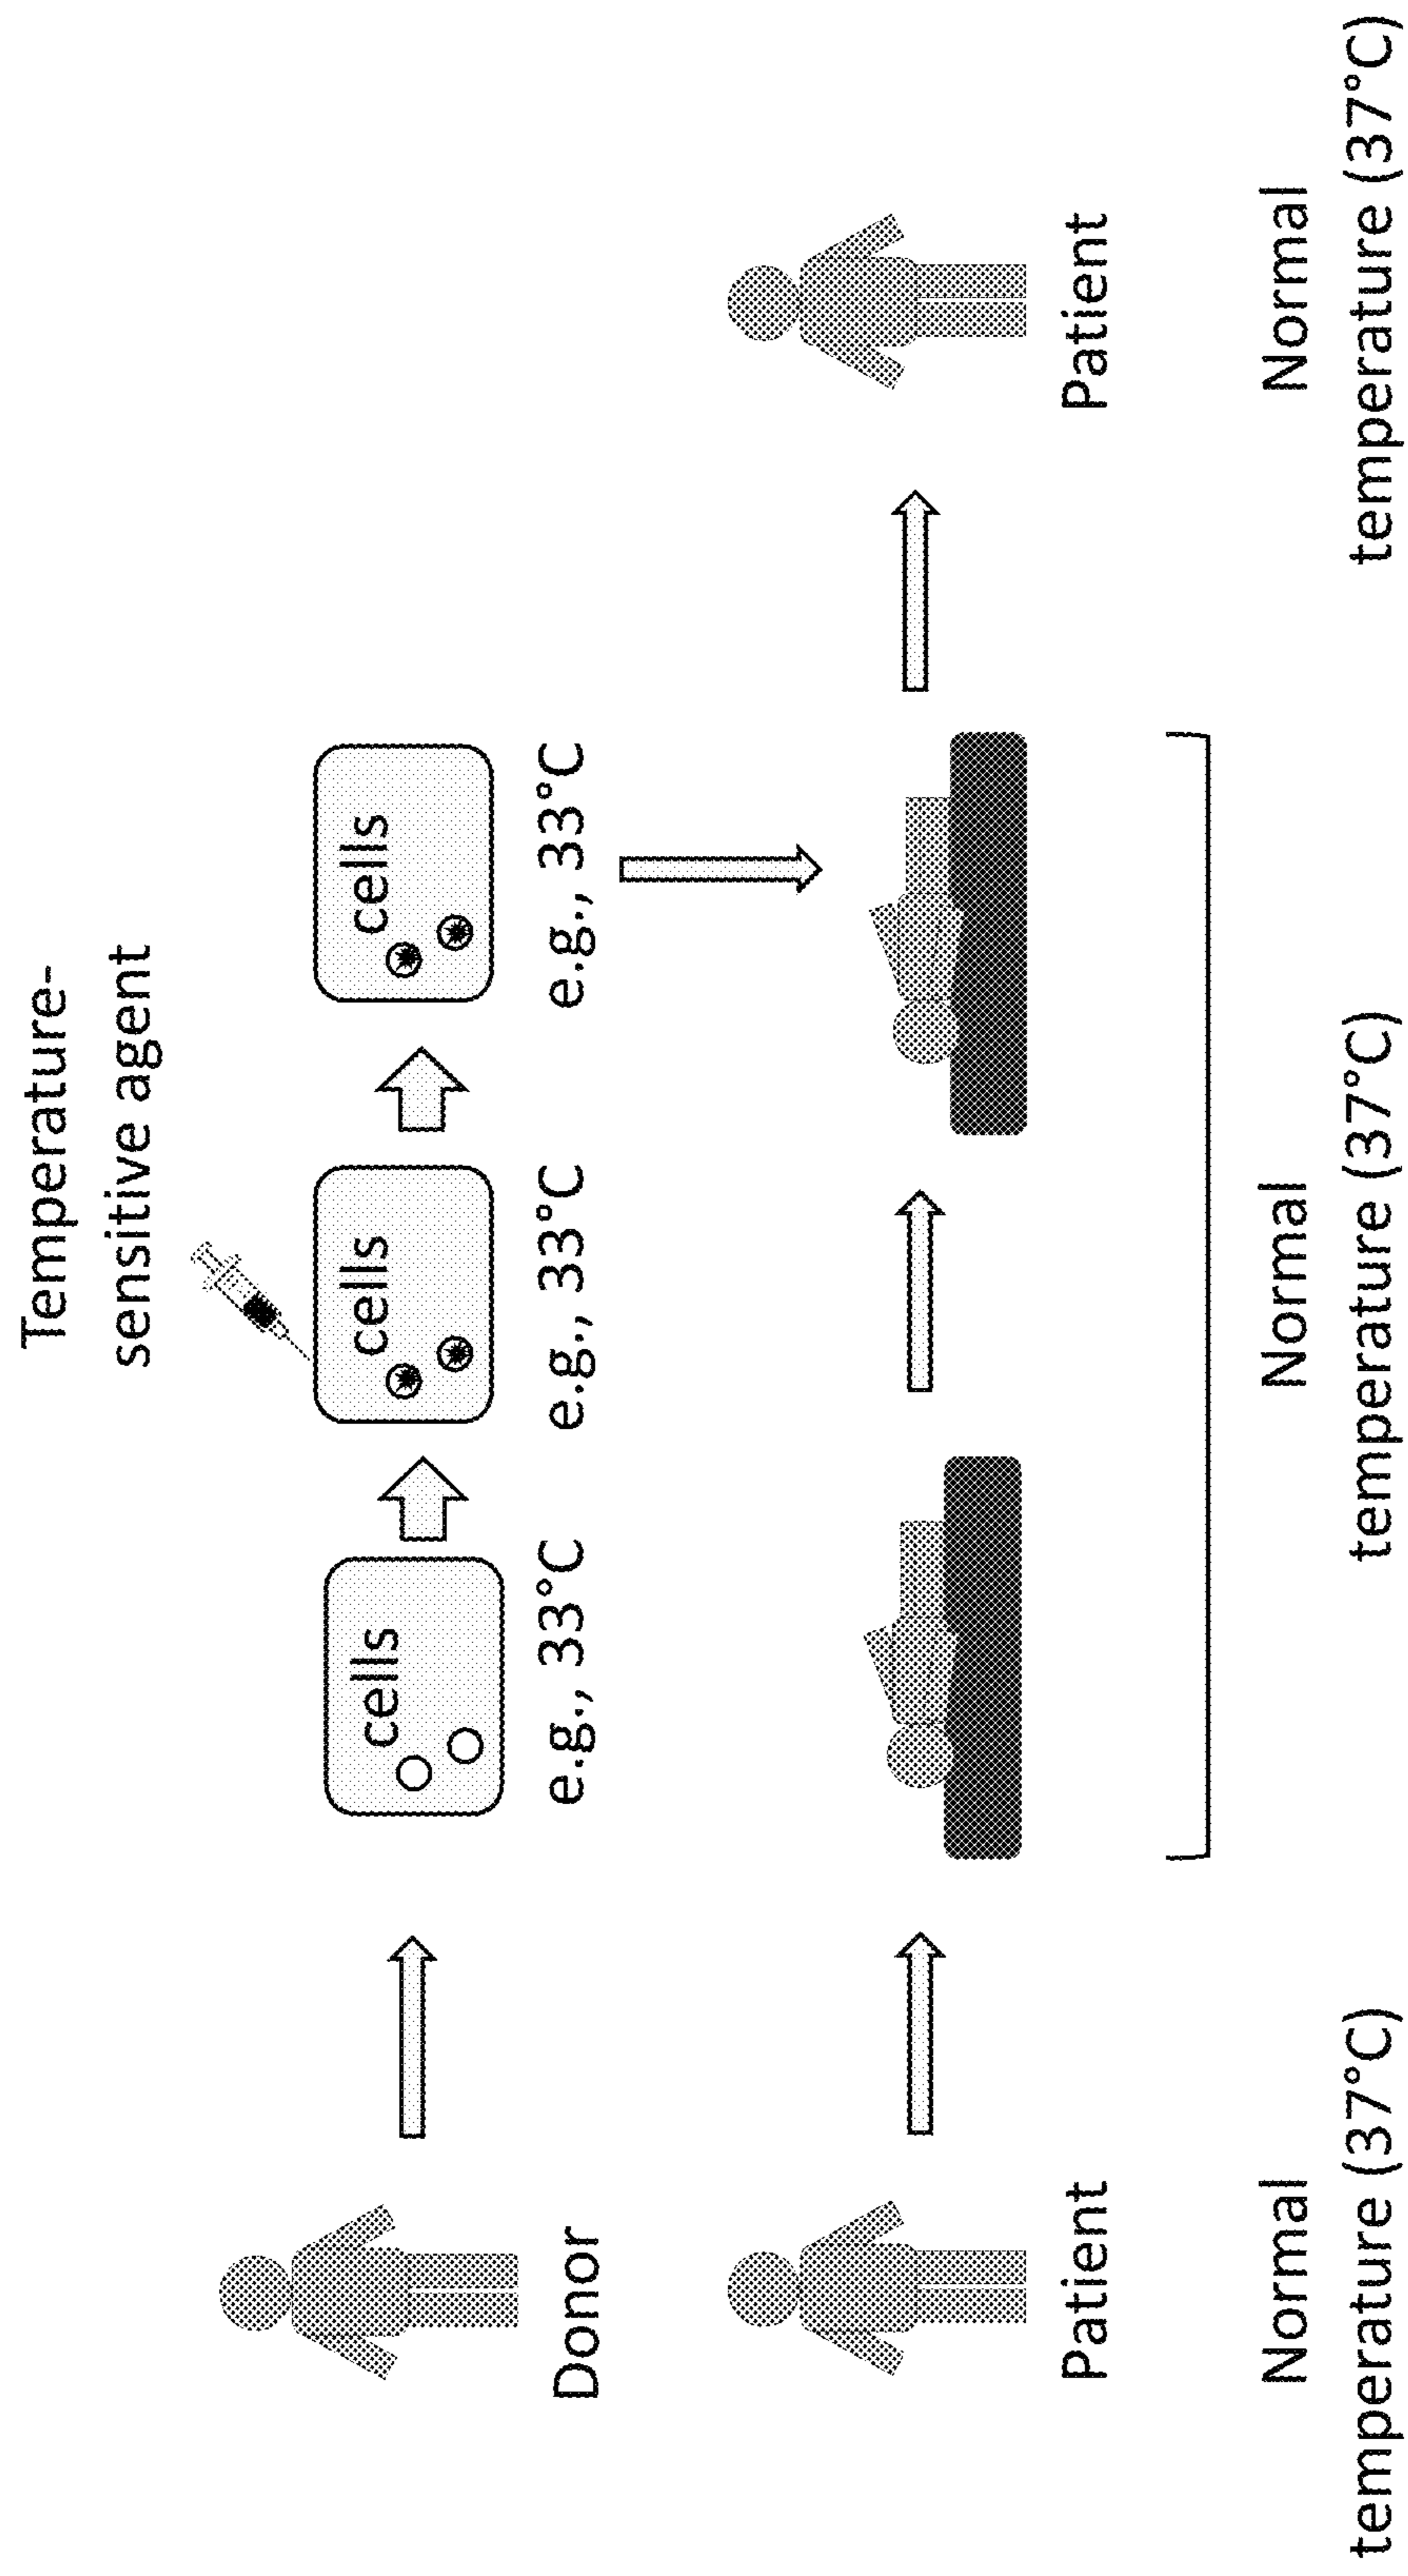 Temperature-
sensitive agent
cells
cells
cells
e.g., 33°C
e.g., 33°C
e.g., 33°C
Donor
Patient
Patient
Normal
temperature (37°C)
Normal
temperature (37°C)
Normal
temperature (37°C)